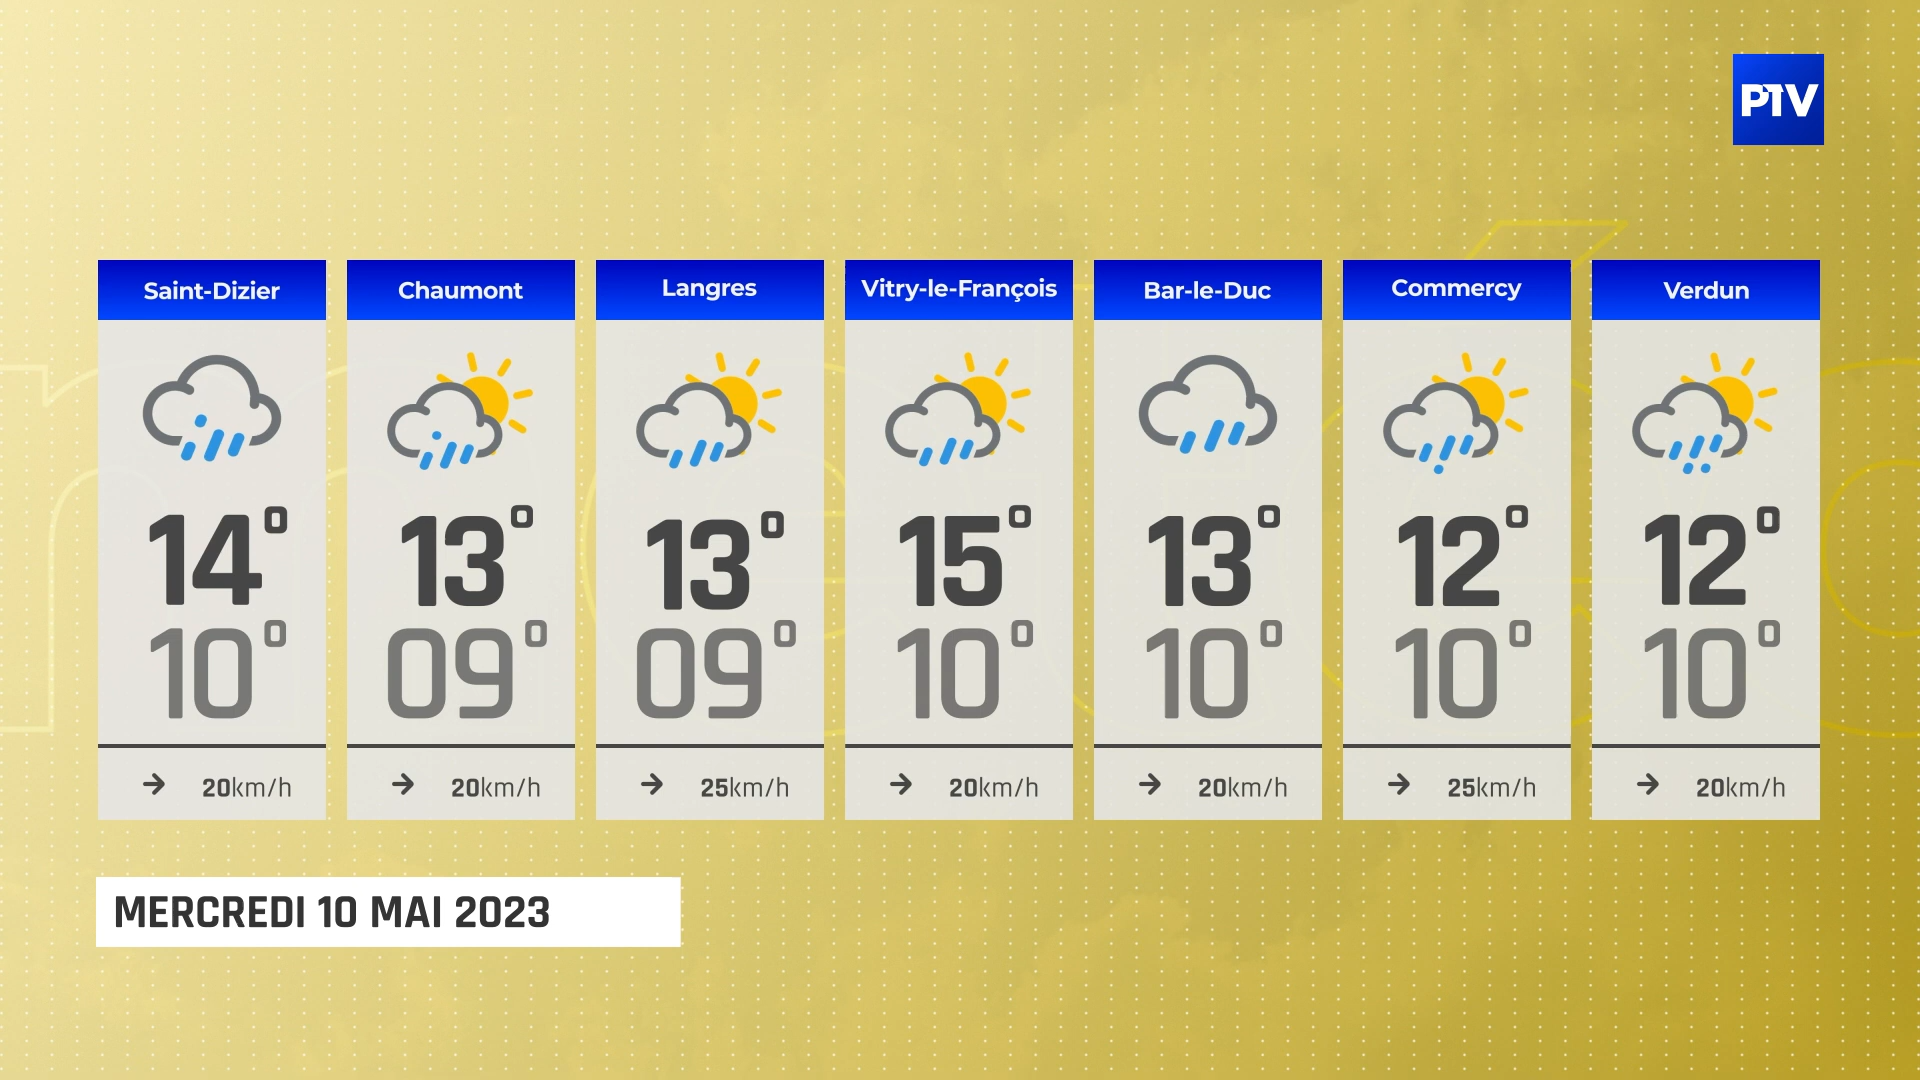 PTV
Saint-Dizier
14°
10°
20km/h
Chaumont
13°
09°
20km/h
Langres
13°
09°
25km/h
Vitry-le-François
15°
10°
20km/h
Bar-le-Duc
13°
10°
20km/h
Commercy
12°
10°
25km/h
Verdun
12°
10°
20km/h
MERCREDI 10 MAI 2023